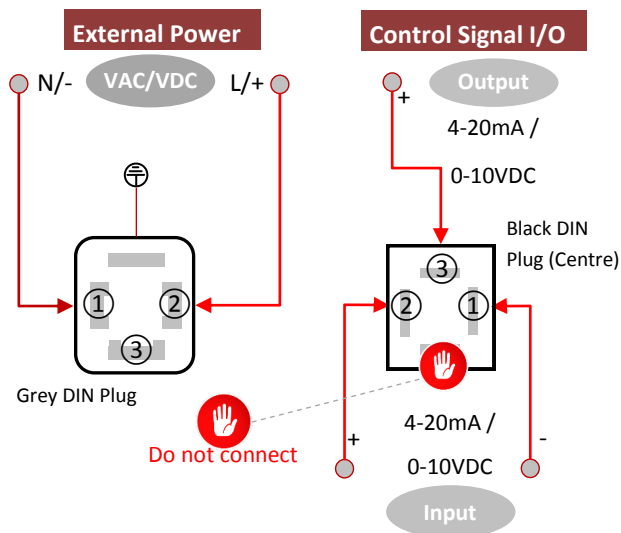 External Power
N/-
VAC/VDC
L/+
1
2
3
Grey DIN Plug
Do not connect
Control Signal I/O
Output
+
4-20mA /
0-10VDC
Black DIN
Plug (Centre)
3
2
1
+
4-20mA /
-
0-10VDC
Input